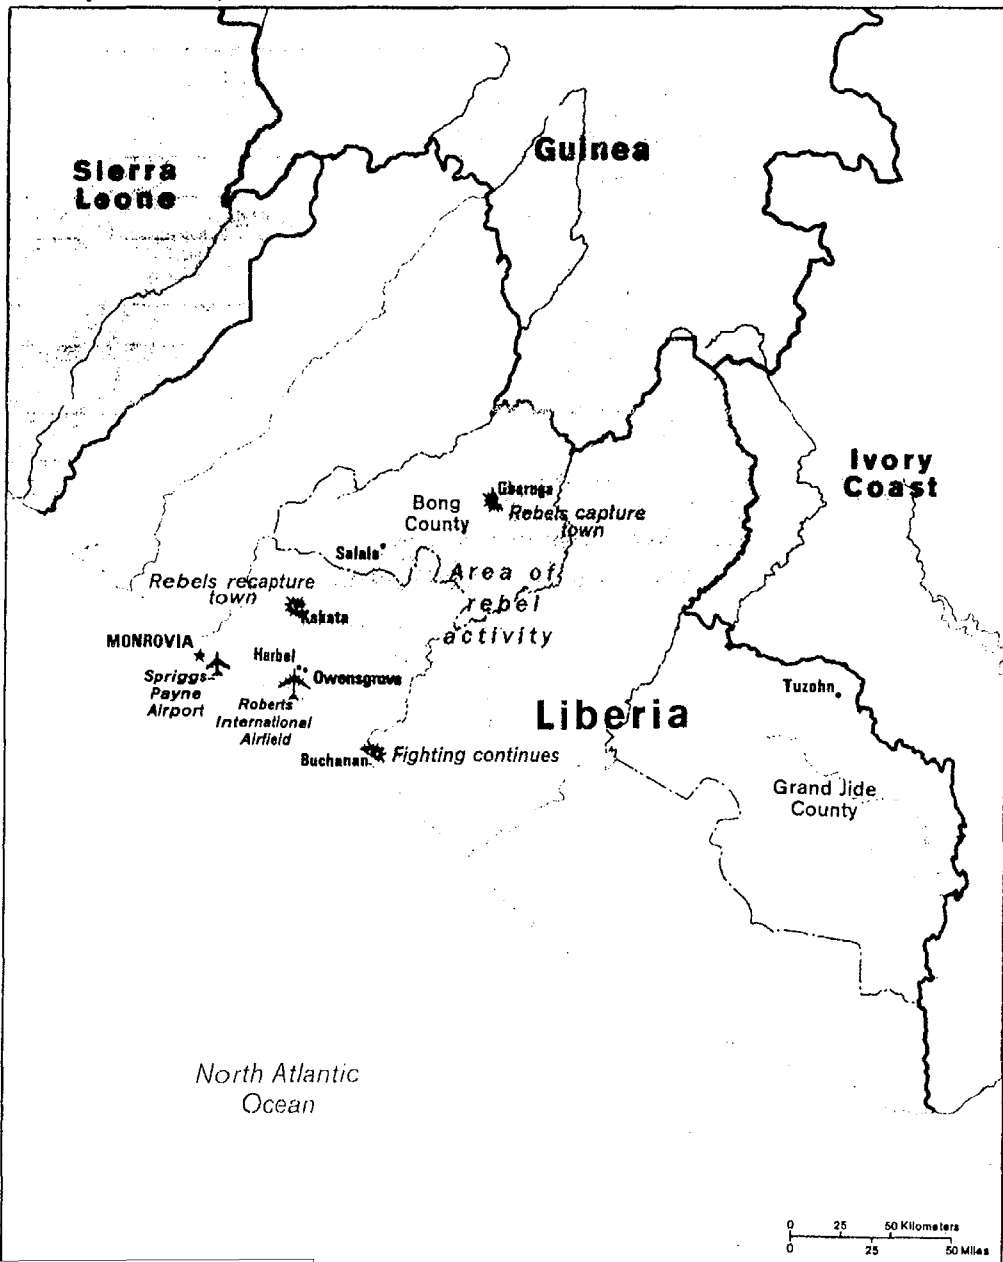 Sierra
Leone
Guinea
Ivory
Coast
Gbarnga
Bong
County
Rebels capture
town
Salala
Area of
rebel
activity
Rebels recapture
town
Kakata
MONROVIA
Spriggs-
Payne
Airport
Harbel
Owensgrove
Roberts
International
Airfield
Liberia
Tuzohn
Buchanan
Fighting continues
Grand Jide
County
North Atlantic
Ocean
0 25 50 Kilometers
0 25 50 Miles